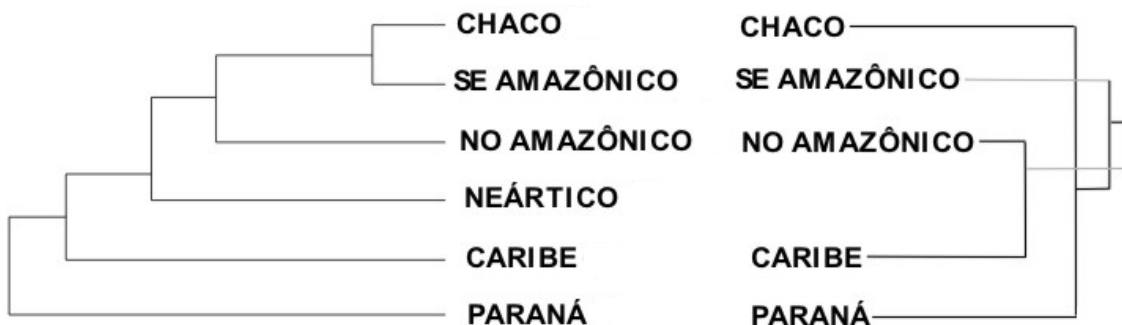 CHACO CHACO
SE AMAZÔNICO SE AMAZÔNICO
NO AMAZÔNICO NO AMAZÔNICO
NEÁRTICO
CARIBE CARIBE
PARANÁ PARANÁ